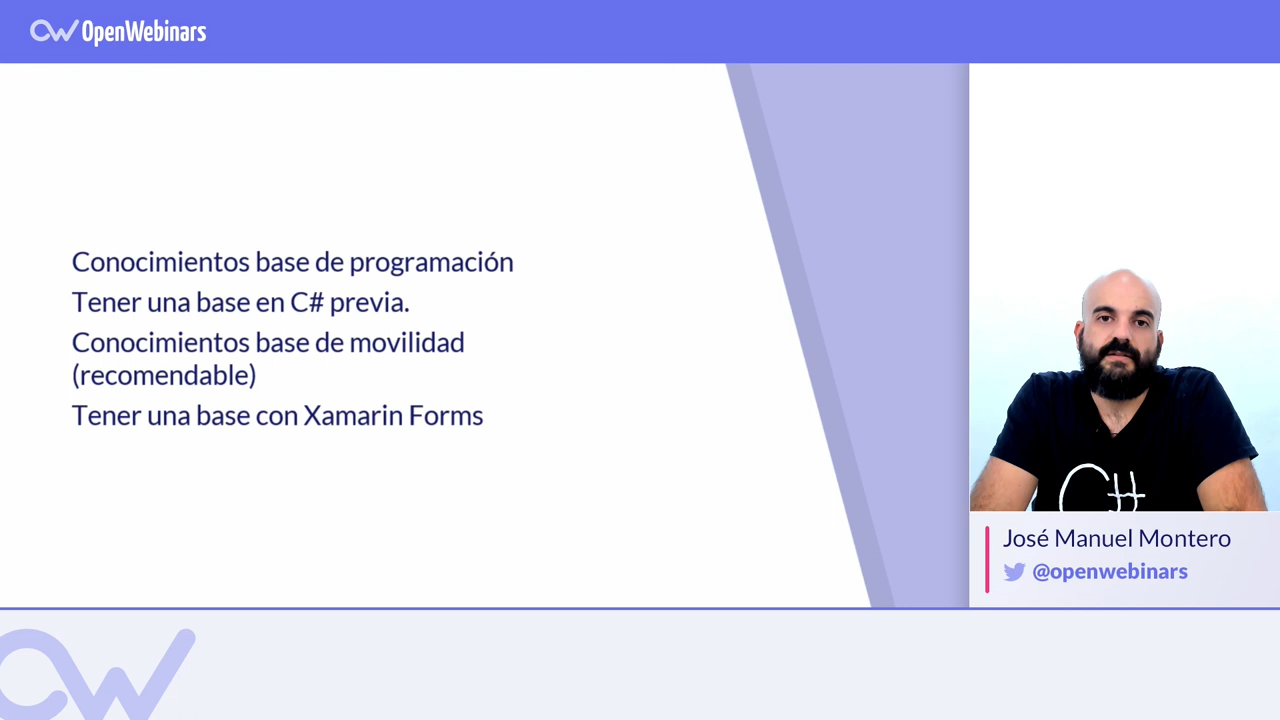 OpenWebinars
Conocimientos base de programación
Tener una base en C# previa.
Conocimientos base de movilidad
(recomendable)
Tener una base con Xamarin Forms
C#
José Manuel Montero
@openwebinars